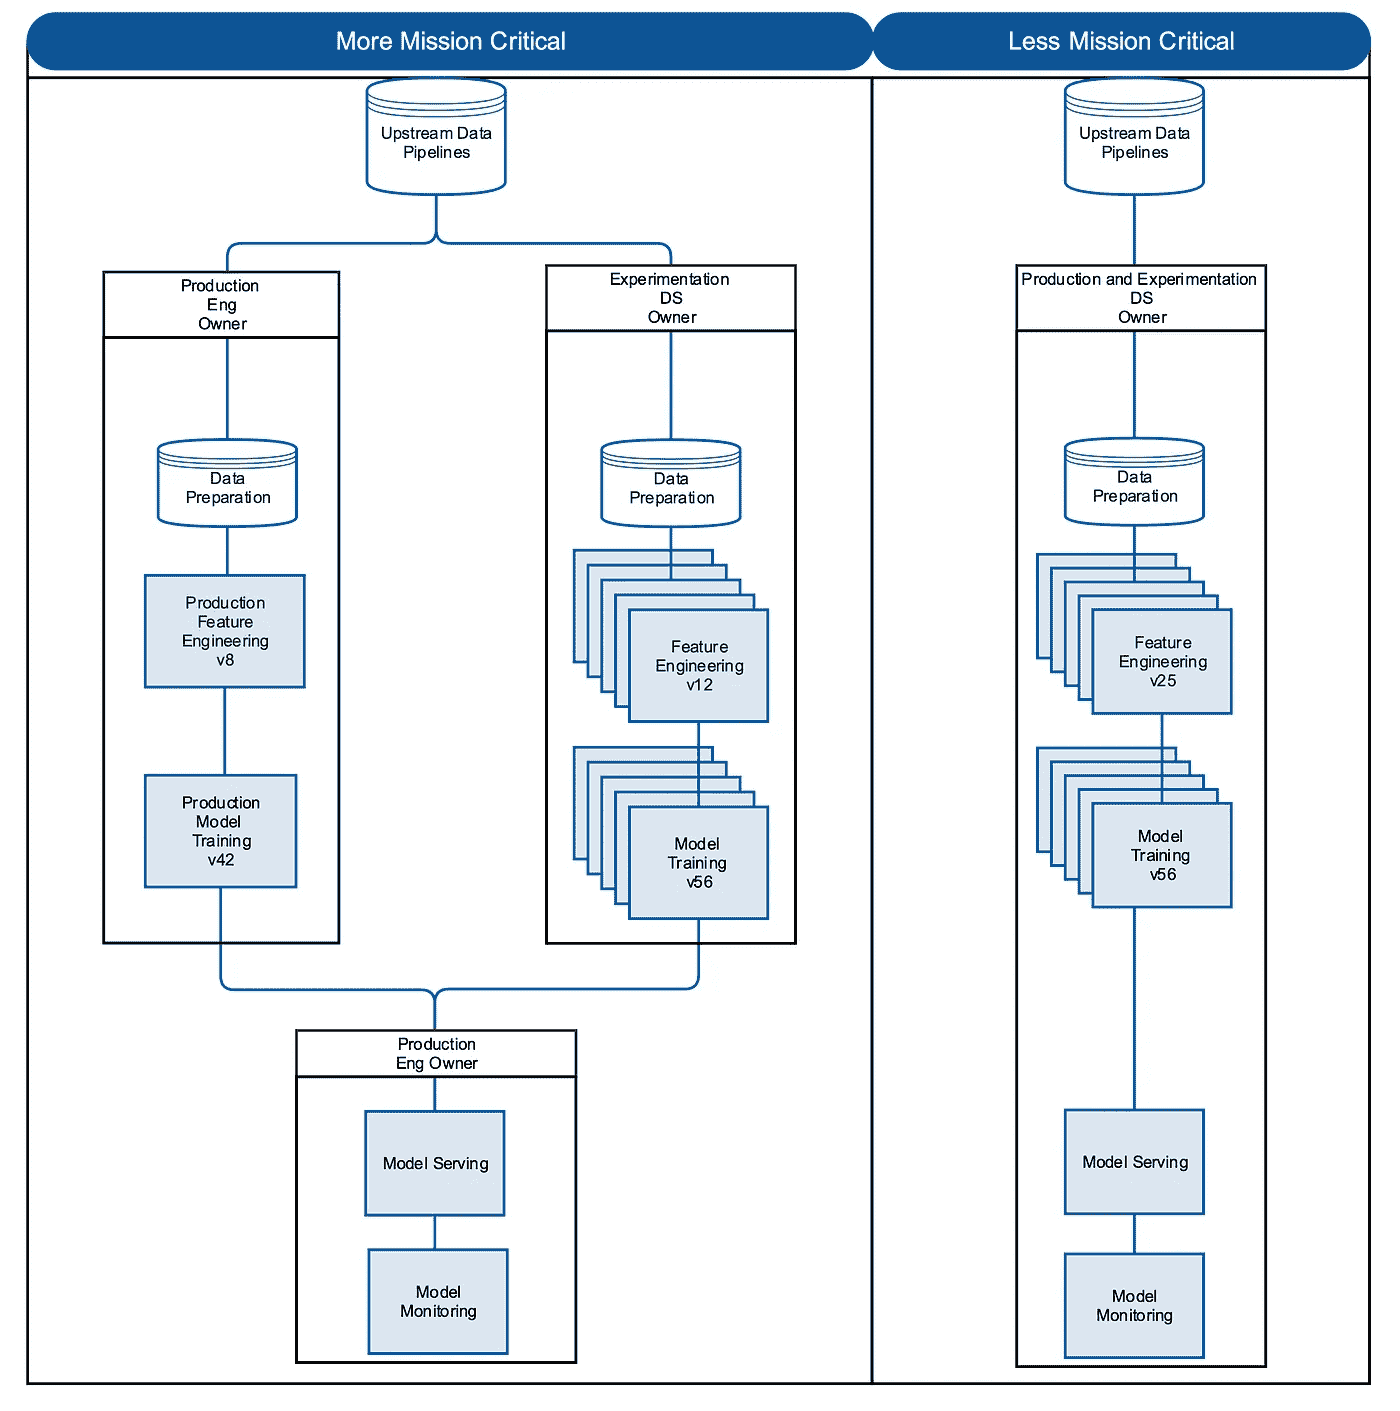 More Mission Critical
Less Mission Critical
Upstream Data
Pipelines
Production
Eng
Owner
Experimentation
DS
Owner
Data
Preparation
Data
Preparation
Production
Feature
Engineering
v8
Feature
Engineering
v12
Production
Model
Training
v42
Model
Training
v56
Production
Eng Owner
Model Serving
Model
Monitoring
Upstream Data
Pipelines
Production and Experimentation
DS
Owner
Data
Preparation
Feature
Engineering
v25
Model
Training
v56
Model Serving
Model
Monitoring